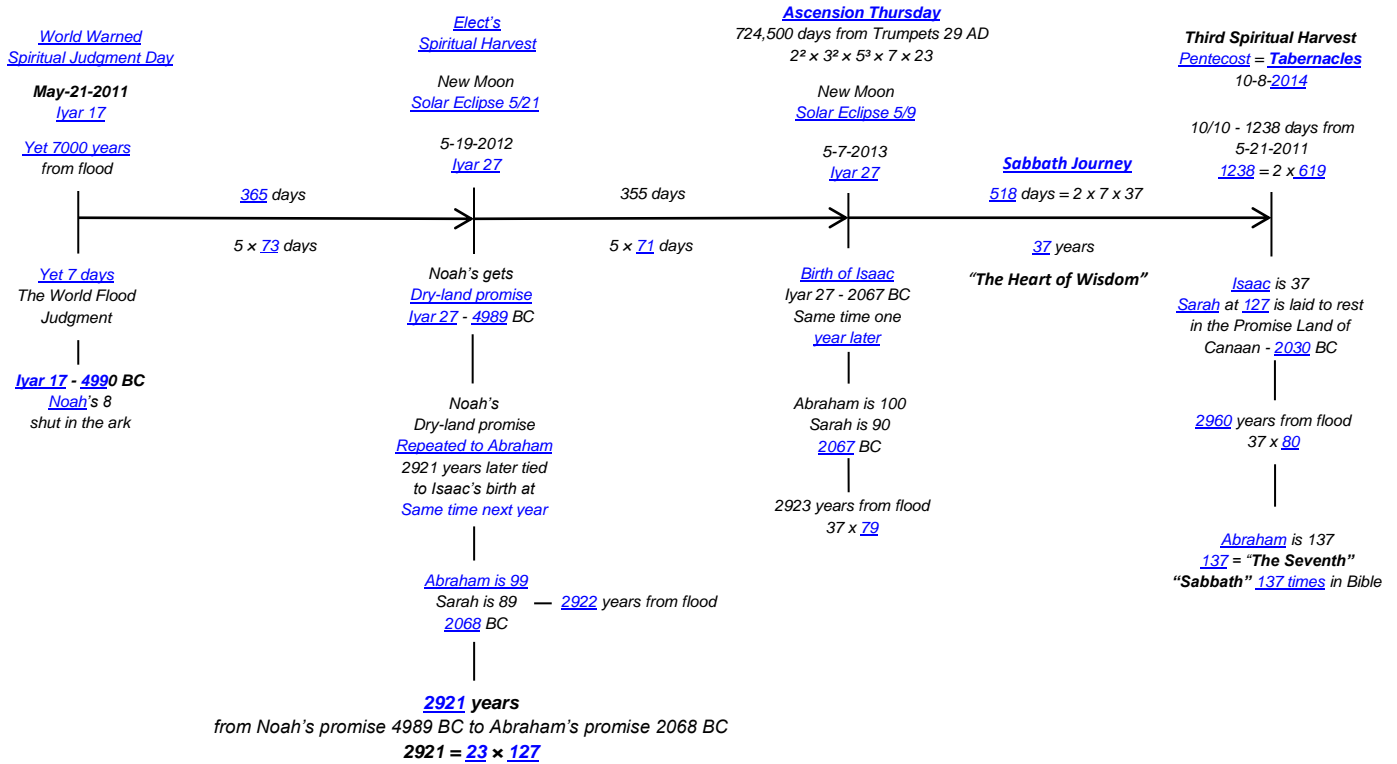 World Warned
Spiritual Judgment Day
May-21-2011
Iyar 17
Yet 7000 years
from flood
Elect's
Spiritual Harvest
New Moon
Solar Eclipse 5/21
5-19-2012
Iyar 27
Ascension Thursday
724,500 days from Trumpets 29 AD
2² × 3² × 5³ × 7 × 23
New Moon
Solar Eclipse 5/9
5-7-2013
Iyar 27
Third Spiritual Harvest
Pentecost = Tabernacles
10-8-2014
10/10 - 1238 days from
5-21-2011
1238 = 2 x 619
365 days
5 × 73 days
355 days
5 × 71 days
Sabbath Journey
518 days = 2 x 7 x 37
37 years
“The Heart of Wisdom”
Yet 7 days
The World Flood
Judgment
Iyar 17 - 4990 BC
Noah's 8
shut in the ark
Noah's gets
Dry-land promise
Iyar 27 - 4989 BC
Noah's
Dry-land promise
Repeated to Abraham
2921 years later tied
to Isaac's birth at
Same time next year
Abraham is 99
Sarah is 89 — 2922 years from flood
2068 BC
2921 years
from Noah's promise 4989 BC to Abraham's promise 2068 BC
2921 = 23 × 127
Birth of Isaac
Iyar 27 - 2067 BC
Same time one
year later
Abraham is 100
Sarah is 90
2067 BC
2923 years from flood
37 x 79
Isaac is 37
Sarah at 127 is laid to rest
in the Promise Land of
Canaan - 2030 BC
2960 years from flood
37 x 80
Abraham is 137
137 = “The Seventh”
“Sabbath” 137 times in Bible